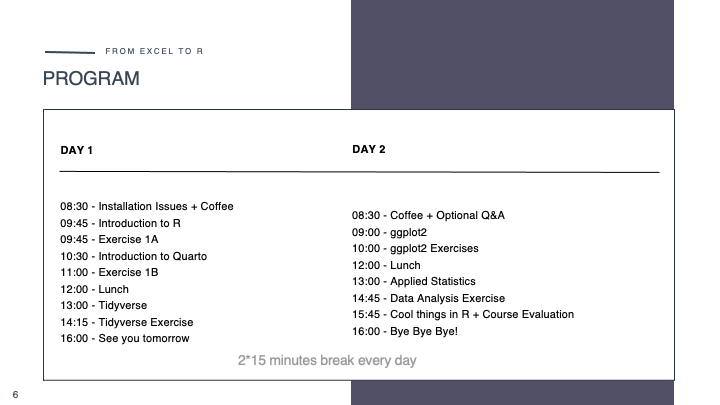 FROM EXCEL TO R
PROGRAM
DAY 1
08:30 - Installation Issues + Coffee
09:45 - Introduction to R
09:45 - Exercise 1A
10:30 - Introduction to Quarto
11:00 - Exercise 1B
12:00 - Lunch
13:00 - Tidyverse
14:15 - Tidyverse Exercise
16:00 - See you tomorrow
DAY 2
08:30 - Coffee + Optional Q&A
09:00 - ggplot2
10:00 - ggplot2 Exercises
12:00 - Lunch
13:00 - Applied Statistics
14:45 - Data Analysis Exercise
15:45 - Cool things in R + Course Evaluation
16:00 - Bye Bye Bye!
2*15 minutes break every day
6